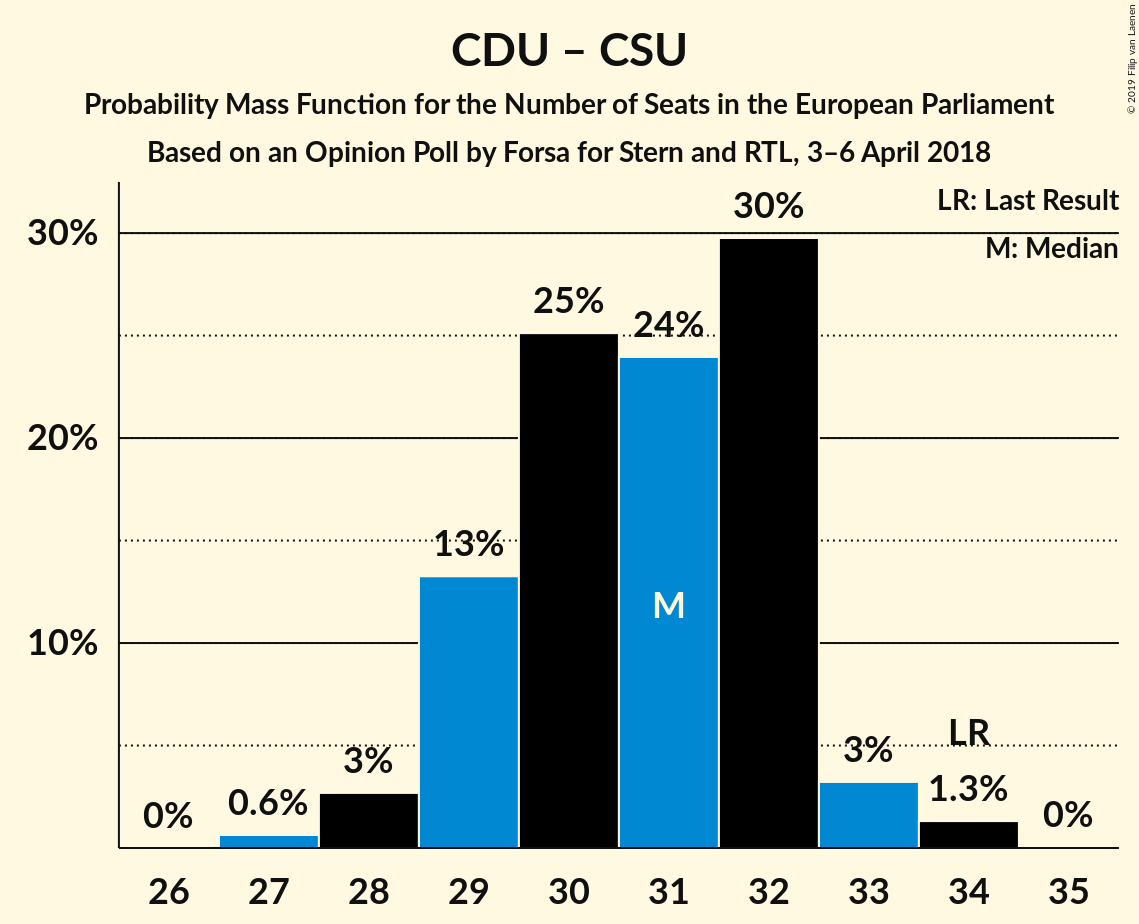 CDU – CSU
Probability Mass Function for the Number of Seats in the European Parliament
Based on an Opinion Poll by Forsa for Stern and RTL, 3–6 April 2018
© 2019 Filip van Laenen
LR: Last Result
M: Median
30%
20%
10%
0%
0.6%
3%
13%
25%
24%
30%
3%
LR
1.3%
0%
M
26 27 28 29 30 31 32 33 34 35